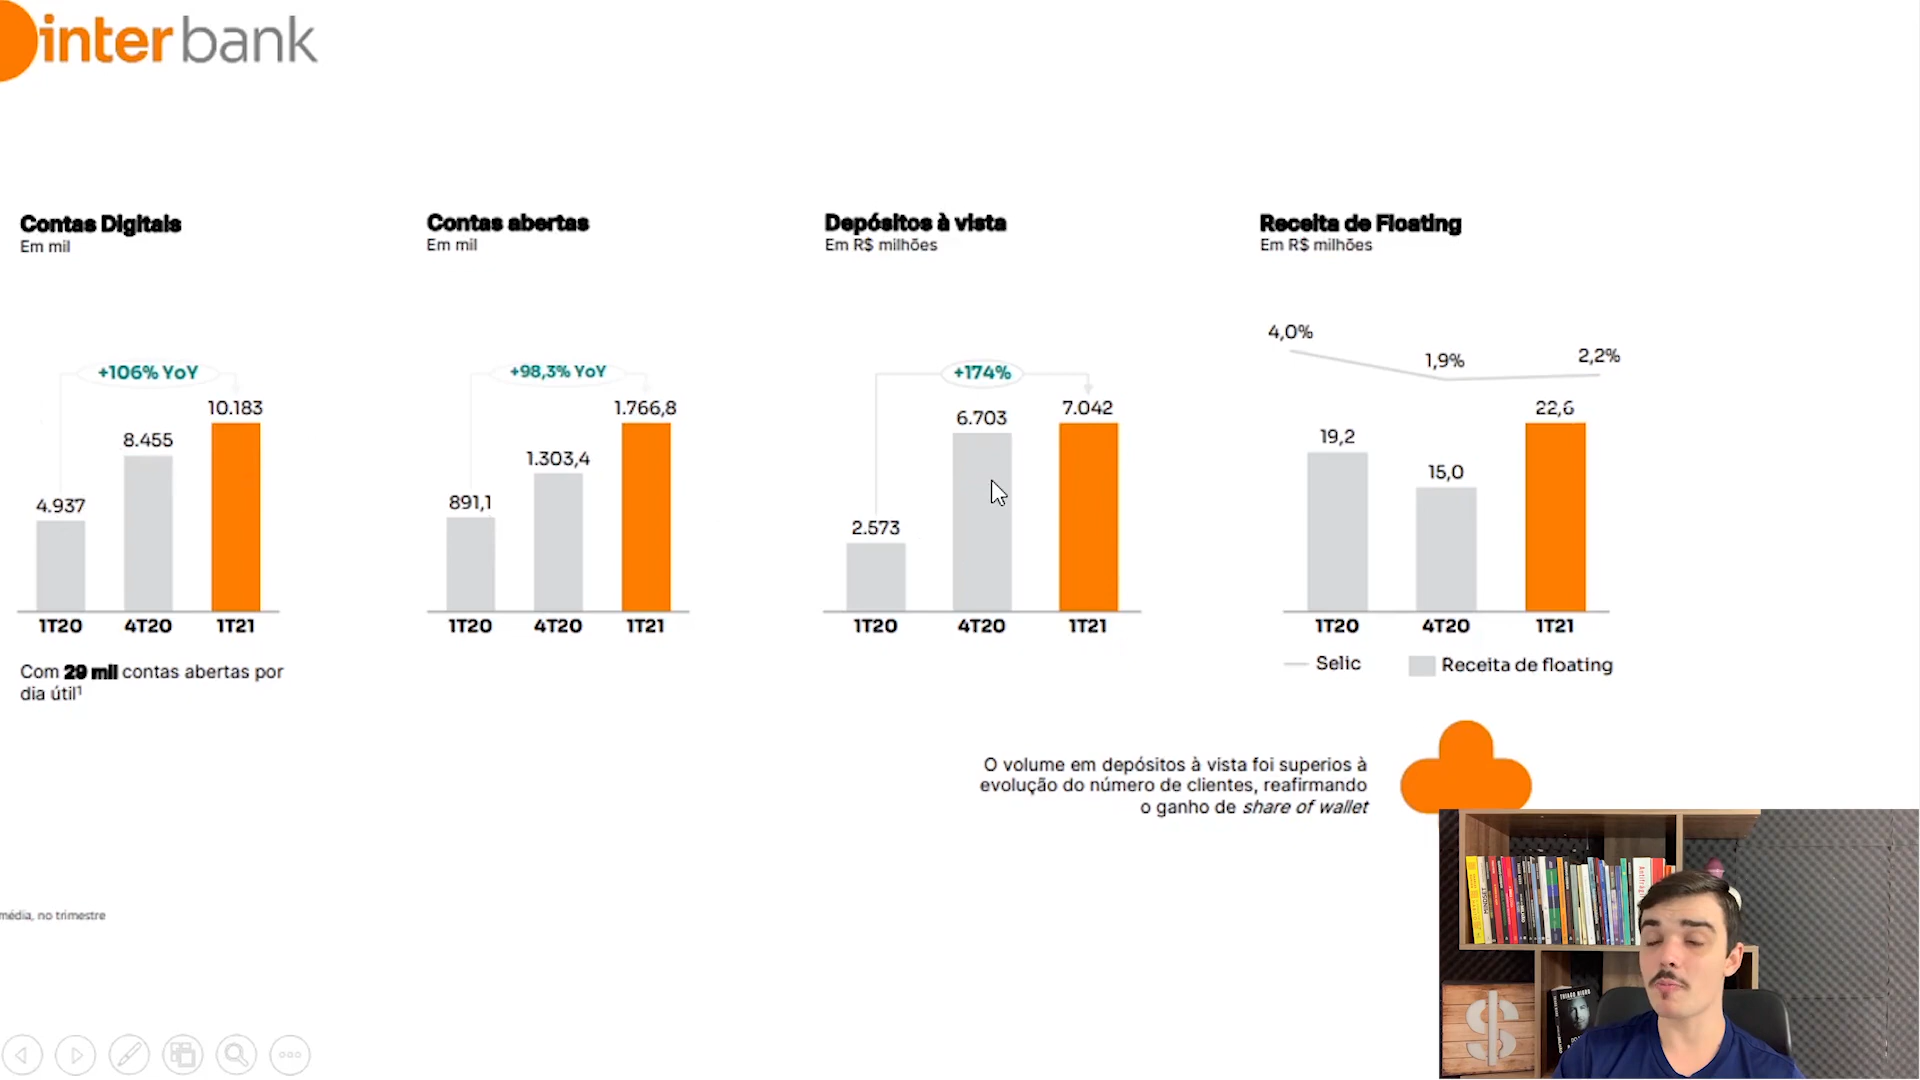 inter bank
Contas Digitais
Em mil
+106% YoY
10.183
8.455
4.937
1T20 4T20 1T21
Com 29 mil contas abertas por
dia útil¹
Contas abertas
Em mil
+98,3% YoY
1.766,8
1.303,4
891,1
1T20 4T20 1T21
Depósitos à vista
Em R$ milhões
+174%
7.042
6.703
2.573
1T20 4T20 1T21
Receita de Floating
Em R$ milhões
4,0%
1,9%
2,2%
22,6
19,2
15,0
1T20 4T20 1T21
Selic Receita de floating
O volume em depósitos à vista foi superios à
evolução do número de clientes, reafirmando
o ganho de share of wallet
média, no trimestre
MINDSET
THIAGO NIGRO
$